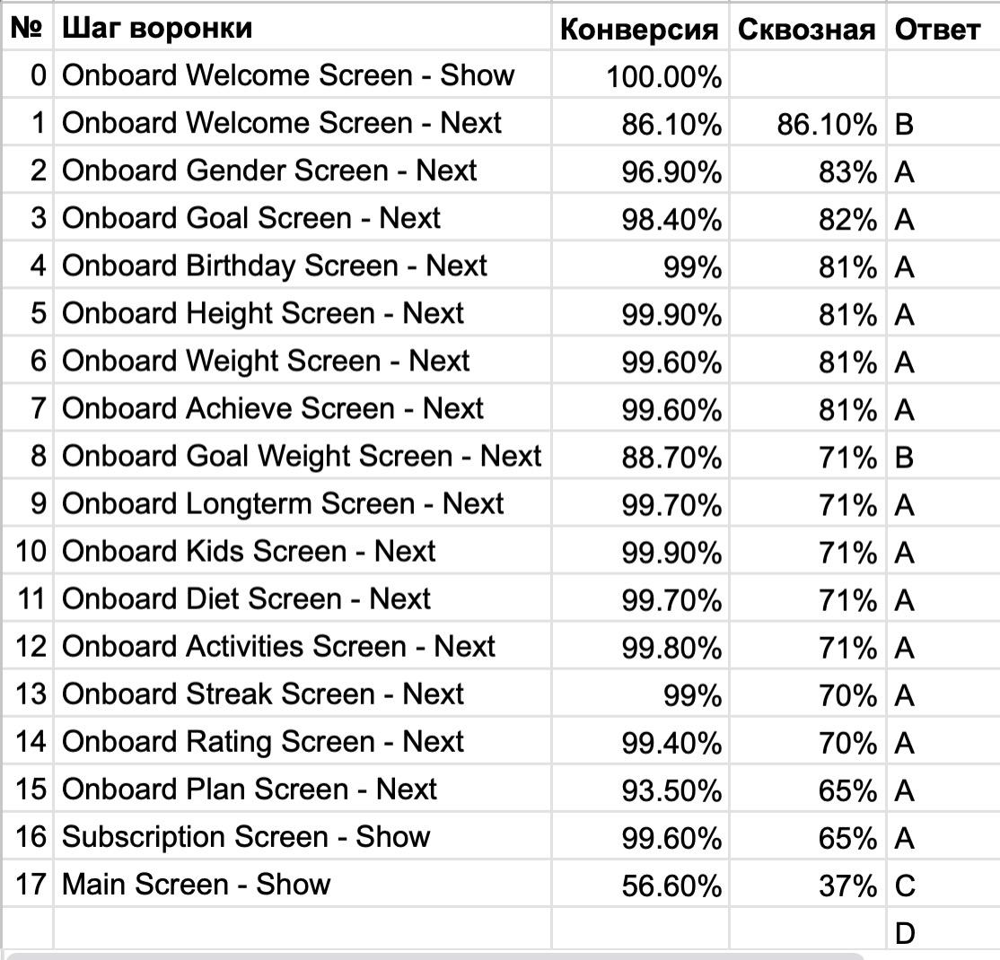 № Шаг воронки Конверсия Сквозная Ответ
0 Onboard Welcome Screen - Show 100.00%
1 Onboard Welcome Screen - Next 86.10% 86.10% B
2 Onboard Gender Screen - Next 96.90% 83% A
3 Onboard Goal Screen - Next 98.40% 82% A
4 Onboard Birthday Screen - Next 99% 81% A
5 Onboard Height Screen - Next 99.90% 81% A
6 Onboard Weight Screen - Next 99.60% 81% A
7 Onboard Achieve Screen - Next 99.60% 81% A
8 Onboard Goal Weight Screen - Next 88.70% 71% B
9 Onboard Longterm Screen - Next 99.70% 71% A
10 Onboard Kids Screen - Next 99.90% 71% A
11 Onboard Diet Screen - Next 99.70% 71% A
12 Onboard Activities Screen - Next 99.80% 71% A
13 Onboard Streak Screen - Next 99% 70% A
14 Onboard Rating Screen - Next 99.40% 70% A
15 Onboard Plan Screen - Next 93.50% 65% A
16 Subscription Screen - Show 99.60% 65% A
17 Main Screen - Show 56.60% 37% C
D